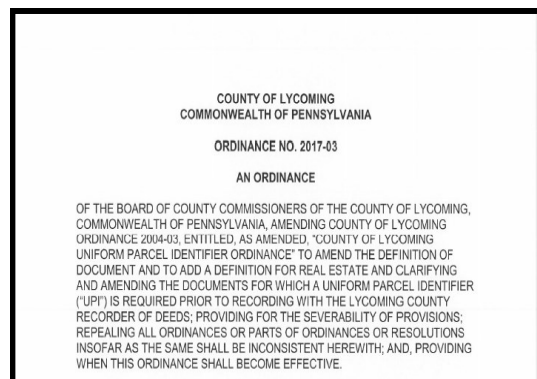 COUNTY OF LYCOMING
COMMONWEALTH OF PENNSYLVANIA
ORDINANCE NO. 2017-03
AN ORDINANCE
OF THE BOARD OF COUNTY COMMISSIONERS OF THE COUNTY OF LYCOMING,
COMMONWEALTH OF PENNSYLVANIA, AMENDING COUNTY OF LYCOMING
ORDINANCE 2004-03, ENTITLED, AS AMENDED, "COUNTY OF LYCOMING
UNIFORM PARCEL IDENTIFIER ORDINANCE" TO AMEND THE DEFINITION OF
DOCUMENT AND TO ADD A DEFINITION FOR REAL ESTATE AND CLARIFYING
AND AMENDING THE DOCUMENTS FOR WHICH A UNIFORM PARCEL IDENTIFIER
("UPI") IS REQUIRED PRIOR TO RECORDING WITH THE LYCOMING COUNTY
RECORDER OF DEEDS; PROVIDING FOR THE SEVERABILITY OF PROVISIONS;
REPEALING ALL ORDINANCES OR PARTS OF ORDINANCES OR RESOLUTIONS
INSOFAR AS THE SAME SHALL BE INCONSISTENT HEREWITH; AND, PROVIDING
WHEN THIS ORDINANCE SHALL BECOME EFFECTIVE.